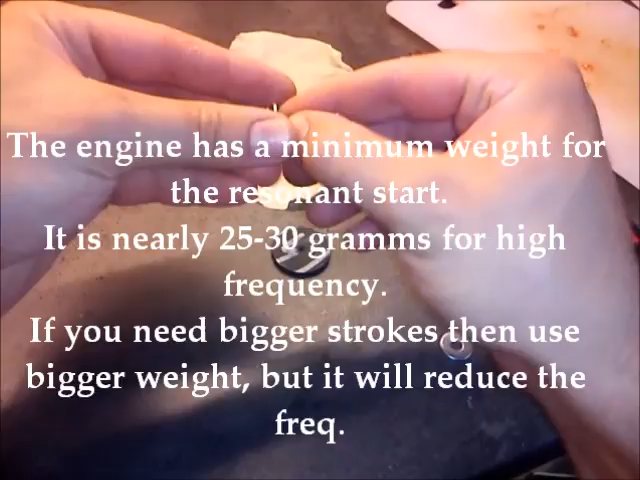 The engine has a minimum weight for
the resonant start.
It is nearly 25-30 gramms for high
frequency.
If you need bigger strokes then use
bigger weight, but it will reduce the
freq.